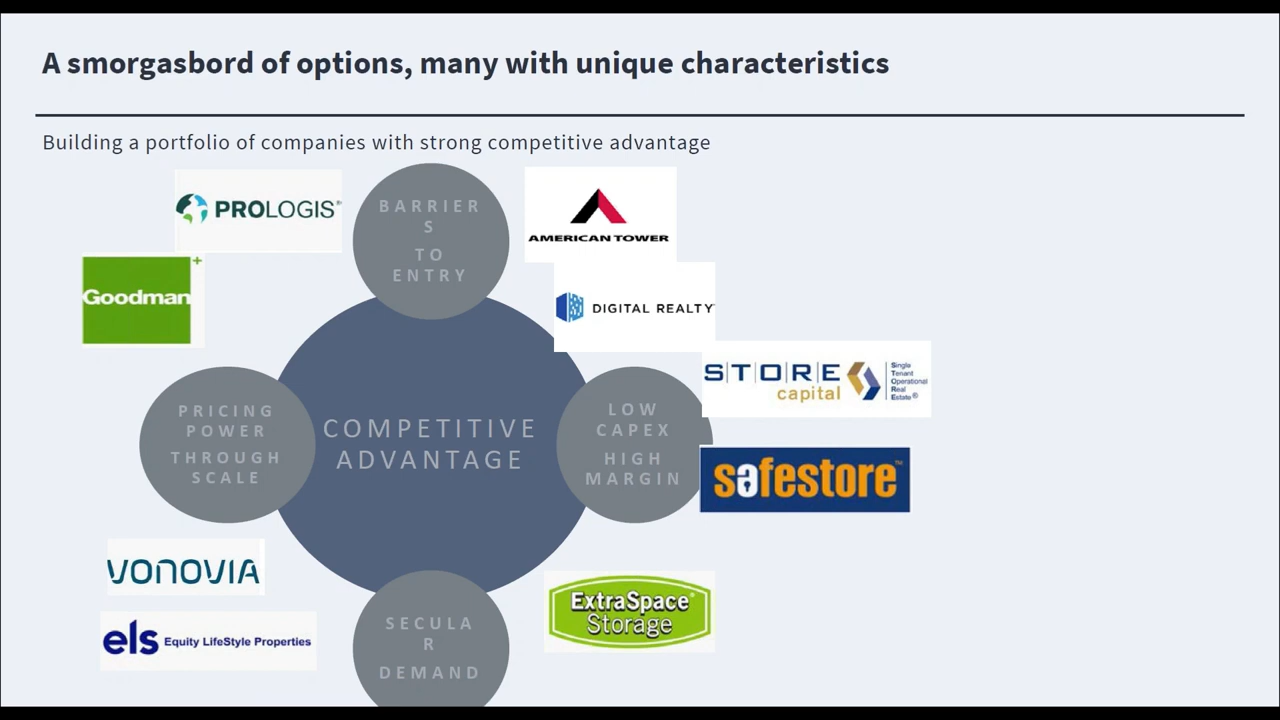 A smorgasbord of options, many with unique characteristics
Building a portfolio of companies with strong competitive advantage
PROLOGIS®
BARRIER
S
TO
ENTRY
AMERICAN TOWER
Goodman
+
DIGITAL REALTY
S|T|O|R|E
capital
Single
Tenant
Operational
Real
Estate®
PRICING
POWER
THROUGH
SCALE
COMPETITIVE
ADVANTAGE
LOW
CAPEX
HIGH
MARGIN
safestore™
VONOVIA
els Equity LifeStyle Properties
SECULA
R
DEMAND
ExtraSpace®
Storage